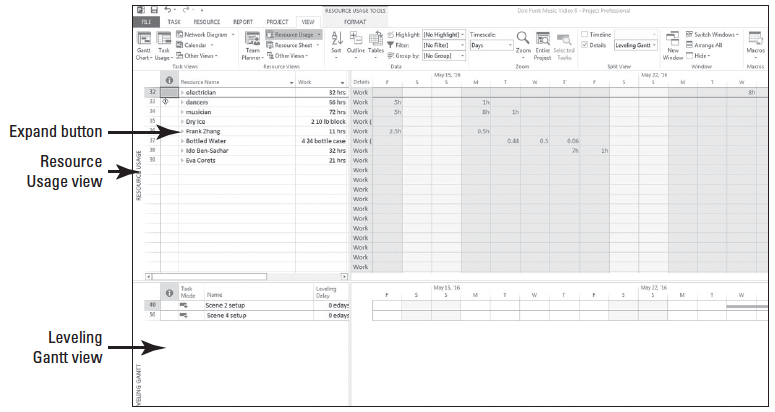 RESOURCE USAGE TOOLS
Don Funk Music Video 8 - Project Professional
FILE TASK RESOURCE REPORT PROJECT VIEW FORMAT
Gantt Chart Task Usage Network Diagram Calendar Other Views
Task Views
Team Planner Resource Usage Resource Sheet Other Views
Resource Views
Sort Outline Tables Highlight: [No Highlight] Filter: [No Filter] Group by: [No Group]
Data
Timescale: Days Zoom Entire Project Selected Tasks
Zoom
Timeline Details Leveling Gantt
Split View
New Window Switch Windows Arrange All Hide
Window
Macros
Macros
May 15, '16 May 22, '16
Resource Name Work Details F S S M T W T F S S M T W
32 electrician 32 hrs Work 8h
33 dancers 56 hrs Work 5h 1h
34 musician 72 hrs Work 5h 8h 1h
35 Dry Ice 2 10 lb block Work (
36 Frank Zhang 11 hrs Work 2.5h 0.5h
37 Bottled Water 4 24 bottle case Work ( 0.44 0.5 0.06
38 Ido Ben-Sachar 32 hrs Work 7h 1h
Eva Corets 21 hrs Work
Work
Work
Work
Work
Work
Work
Work
Work
Work
Expand button
Resource
Usage view
RESOURCE USAGE
May 15, '16 May 22, '16
Task Mode Name Leveling Delay F S S M T W T F S S M T W
40 Scene 2 setup 0 edays
Scene 4 setup 0 edays
Leveling
Gantt view
VELING GANTT